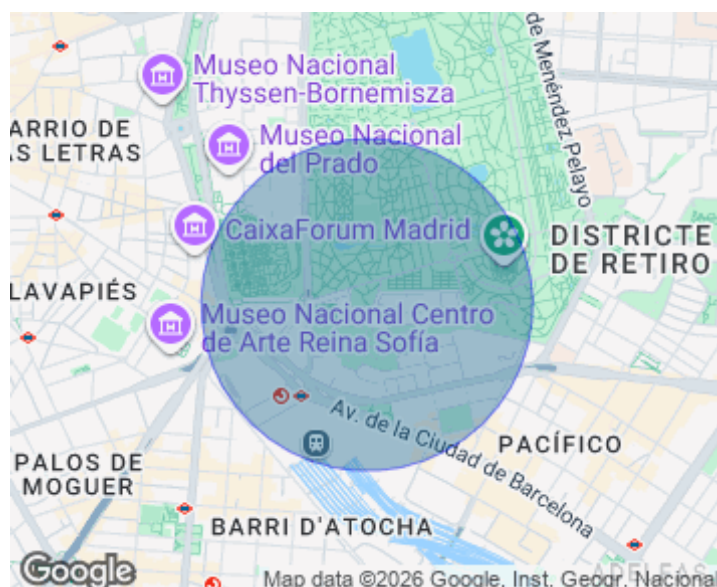 de Menéndez Pelayo
Museo Nacional
Thyssen-Bornemisza
ARRIO DE
AS LETRAS
Museo Nacional
del Prado
CaixaForum Madrid
DISTRICTE
DE RETIRO
LAVAPIÉS
Museo Nacional Centro
de Arte Reina Sofía
Av. de la Ciudad de Barcelona
PACÍFICO
PALOS DE
MOGUER
BARRI D'ATOCHA
ADELFAS
Google
Map data ©2026 Google, Inst. Geogr. Naciona